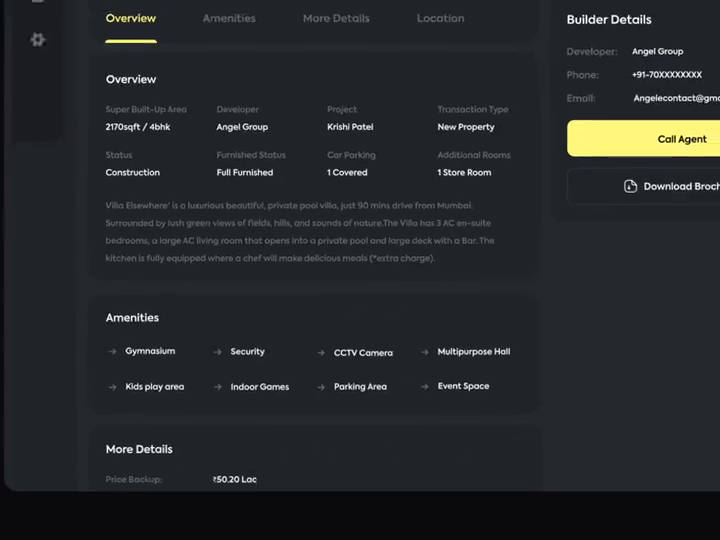 Overview Amenities More Details Location
Overview
Super Built-Up Area Developer Project Transaction Type
2170sqft / 4bhk Angel Group Krishi Patel New Property
Status Furnished Status Car Parking Additional Rooms
Construction Full Furnished 1 Covered 1 Store Room
Villa Elsewhere' is a luxurious beautiful, private pool villa, just 90 mins drive from Mumbai.
Surrounded by lush green views of fields, hills, and sounds of nature.The Villa has 3 AC en-suite
bedrooms, a large AC living room that opens into a private pool and large deck with a Bar. The
kitchen is fully equipped where a chef will make delicious meals (*extra charge).
Amenities
Gymnasium Security CCTV Camera Multipurpose Hall
Kids play area Indoor Games Parking Area Event Space
More Details
Price Backup: ₹50.20 Lac
Builder Details
Developer: Angel Group
Phone: +91-70XXXXXXXX
Email: Angelecontact@gma
Call Agent
Download Broch